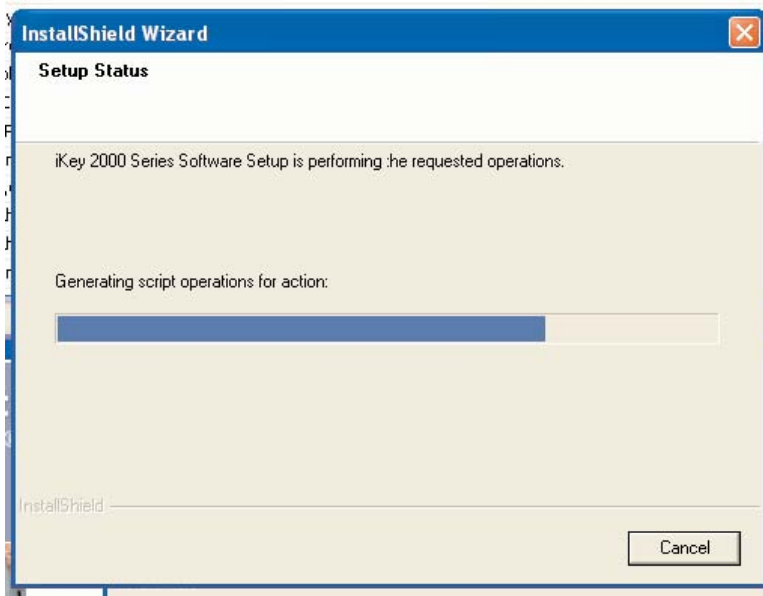 InstallShield Wizard
Setup Status
iKey 2000 Series Software Setup is performing :he requested operations.
Generating script operations for action:
InstallShield
Cancel